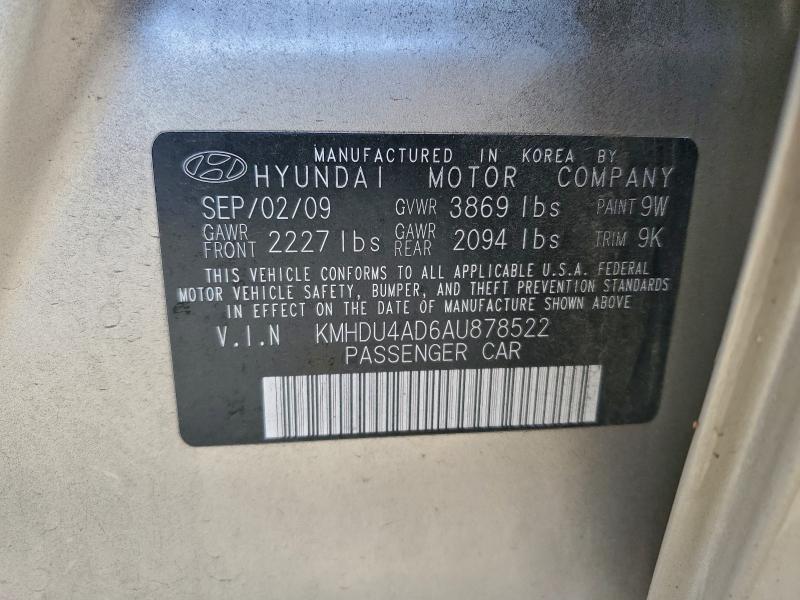 MANUFACTURED IN KOREA BY
HYUNDAI MOTOR COMPANY
SEP/02/09 GVWR 3869 lbs PAINT 9W
GAWR FRONT 2227 lbs GAWR REAR 2094 lbs TRIM 9K
THIS VEHICLE CONFORMS TO ALL APPLICABLE U.S.A. FEDERAL
MOTOR VEHICLE SAFETY, BUMPER, AND THEFT PREVENTION STANDARDS
IN EFFECT ON THE DATE OF MANUFACTURE SHOWN ABOVE
V.I.N KMHDU4AD6AU878522
PASSENGER CAR